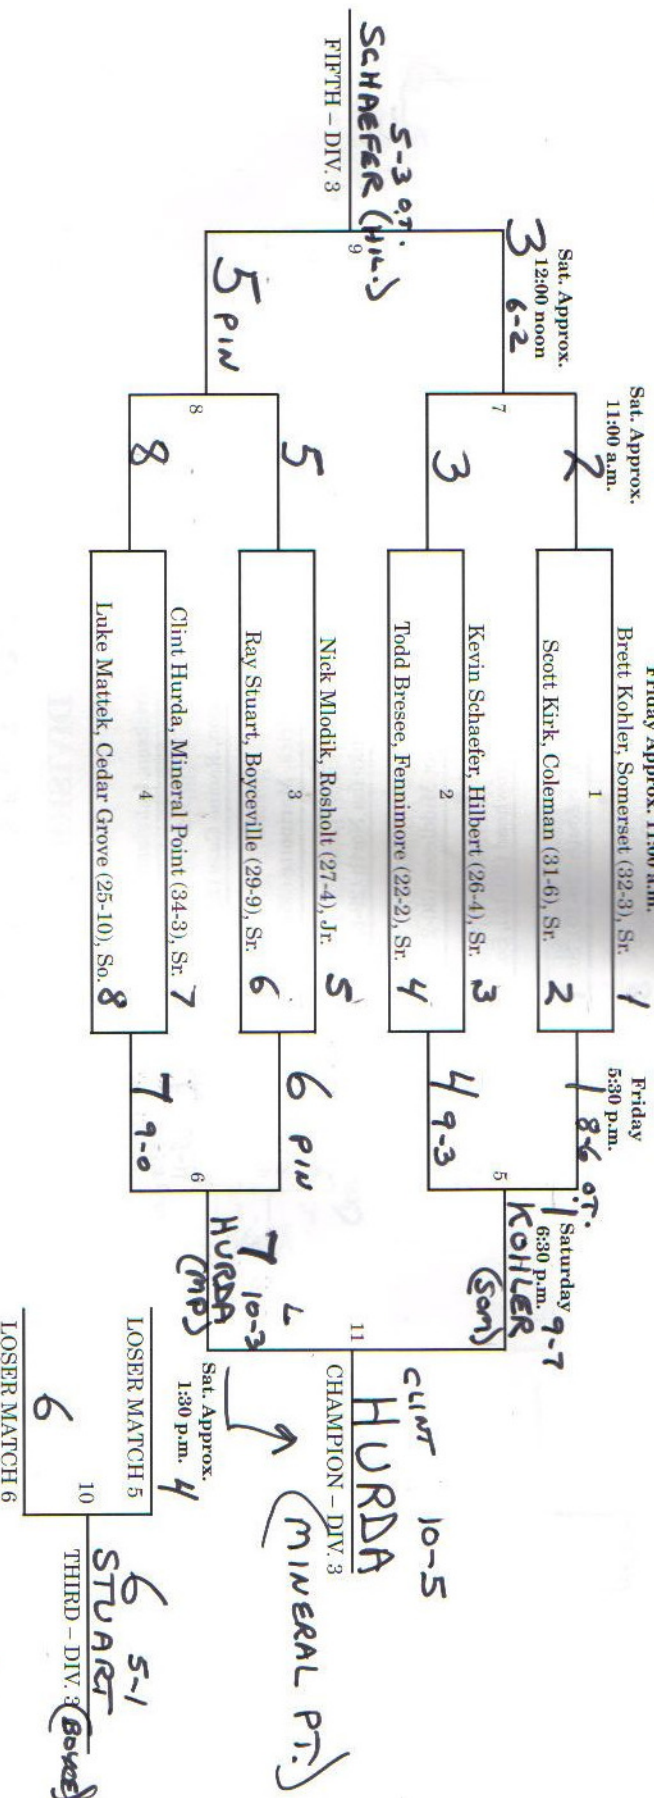 Friday Approx. 11:00 a.m.
Brett Kohler, Somerset (32-3), Sr. 1
1
Scott Kirk, Coleman (31-6), Sr. 2
Kevin Schaefer, Hilbert (26-4), Sr. 3
2
Todd Bresee, Fennimore (22-2), Sr. 4
Nick Mlodik, Rosholt (27-4), Jr. 5
3
Ray Stuart, Boyceville (29-9), Sr. 6
Clint Hurda, Mineral Point (34-3), Sr. 7
4
Luke Mattek, Cedar Grove (25-10), So. 8
Sat. Approx.
11:00 a.m.
2
3
5
8
Sat. Approx.
12:00 noon
3 6-2
7
5 PIN
8
5-3 O.T.
SCHAEFER (HIL.)
9
FIFTH – DIV. 3
Friday
5:30 p.m.
1 8-6 OT.
4 9-3
6 PIN
7 9-0
5
6
Saturday
6:30 p.m.
1 9-7
KOHLER
(SOM)
7 10-3
HURDA
(MP)
11
CLINT 10-5
HURDA
CHAMPION – DIV. 3
(MINERAL PT.)
Sat. Approx.
1:30 p.m.
LOSER MATCH 5
4
6
LOSER MATCH 6
10
6 5-1
STUART
THIRD – DIV. 3